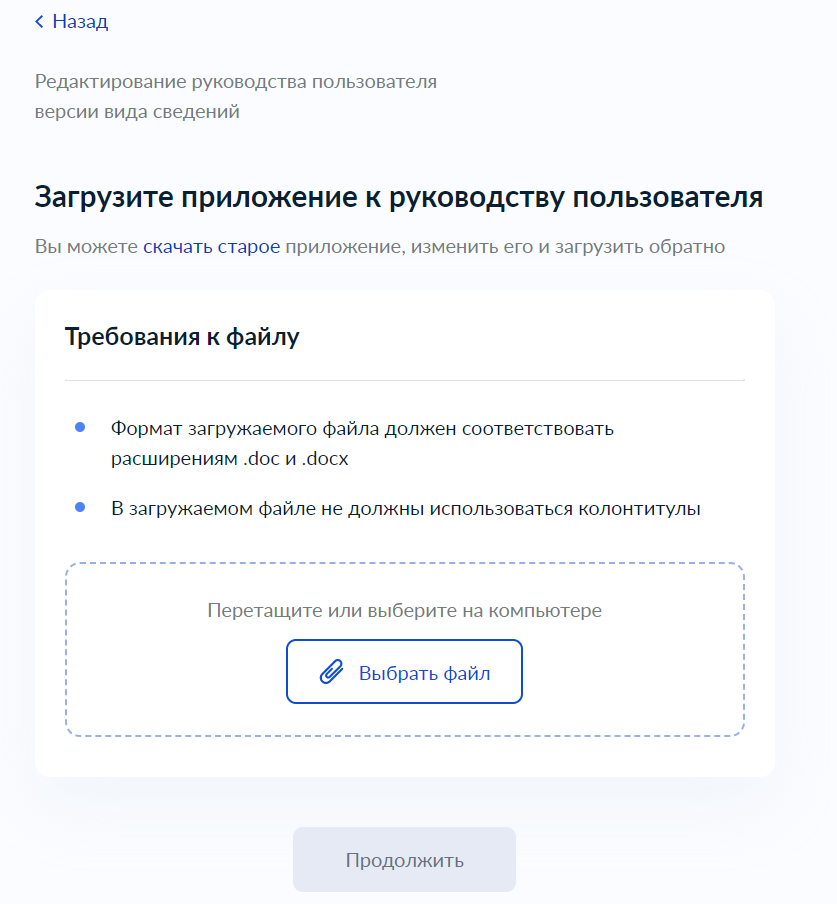 Назад
Редактирование руководства пользователя
версии вида сведений
Загрузите приложение к руководству пользователя
Вы можете скачать старое приложение, изменить его и загрузить обратно
Требования к файлу
Формат загружаемого файла должен соответствовать
расширениям .doc и .docx
В загружаемом файле не должны использоваться колонтитулы
Перетащите или выберите на компьютере
Выбрать файл
Продолжить